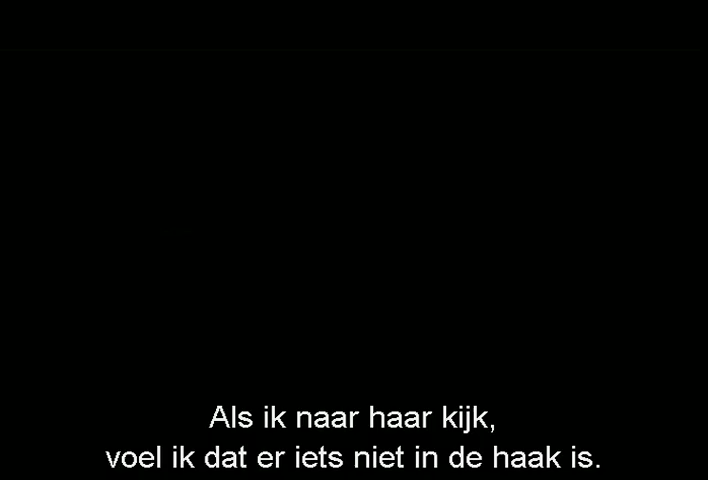 Als ik naar haar kijk,
voel ik dat er iets niet in de haak is.